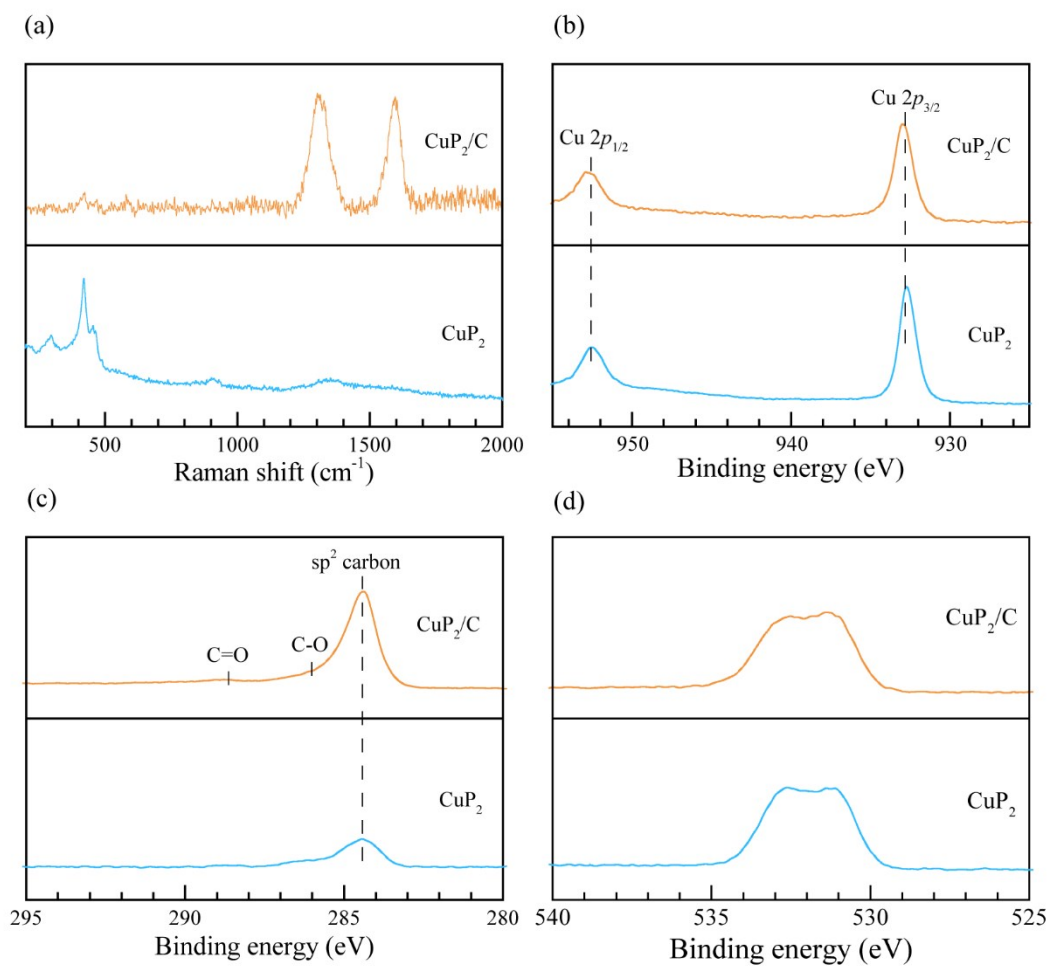 (a)
CuP₂/C
CuP₂
500 1000 1500 2000
Raman shift (cm⁻¹)
(b)
Cu 2p₁/₂
Cu 2p₃/₂
CuP₂/C
CuP₂
950 940 930
Binding energy (eV)
(c)
sp² carbon
C=O
C-O
CuP₂/C
CuP₂
295 290 285 280
Binding energy (eV)
(d)
CuP₂/C
CuP₂
540 535 530 525
Binding energy (eV)